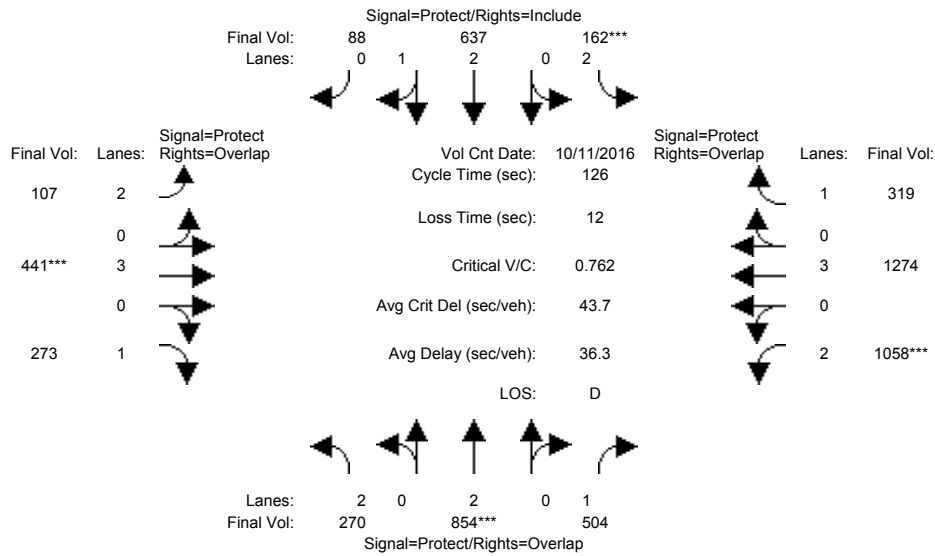 Signal=Protect/Rights=Include
Final Vol: 88 637 162***
Lanes: 0 1 2 0 2
Signal=Protect Signal=Protect
Final Vol: Lanes: Rights=Overlap Vol Cnt Date: 10/11/2016 Rights=Overlap Lanes: Final Vol:
Cycle Time (sec): 126
107 2 1 319
Loss Time (sec): 12
0 0
441*** 3 Critical V/C: 0.762 3 1274
0 Avg Crit Del (sec/veh): 43.7 0
273 1 Avg Delay (sec/veh): 36.3 2 1058***
LOS: D
Lanes: 2 0 2 0 1
Final Vol: 270 854*** 504
Signal=Protect/Rights=Overlap